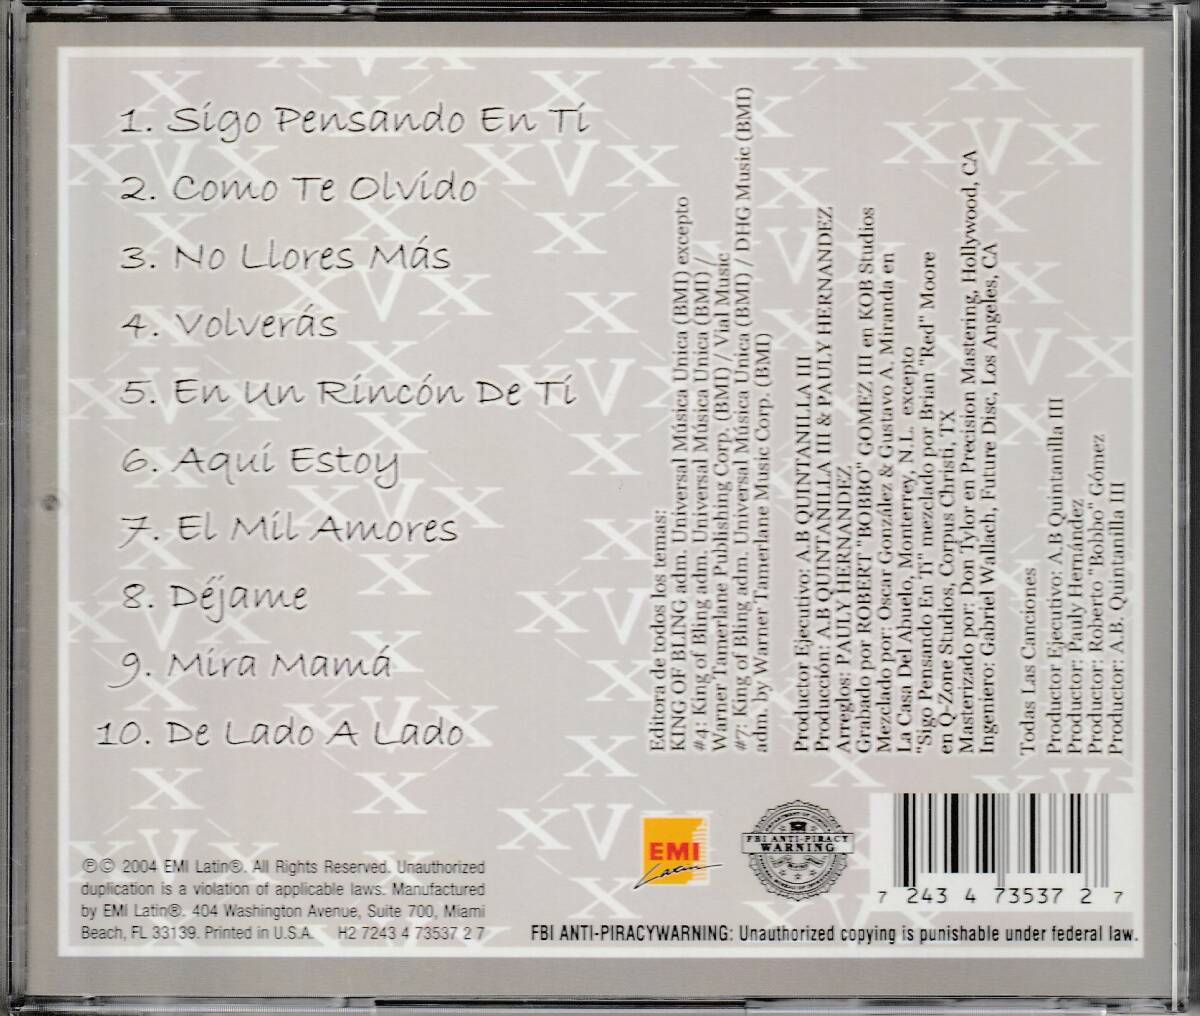 1. Sigo Pensando En Ti
2. Como Te Olvido
3. No Llores Más
4. Volverás
5. En Un Rincón De Ti
6. Aquí Estoy
7. El Mil Amores
8. Déjame
9. Mira Mamá
10. De Lado A Lado
Editora de todos los temas:
KING OF BLING adm. Universal Música Unica (BMI) excepto
#4: King of Bling adm. Universal Música Unica (BMI) /
Warner Tamerlane Publishing Corp. (BMI) / Vial Music
#7: King of Bling adm. Universal Música Unica (BMI) / DHG Music (BMI)
adm. by Warner Tamerlane Music Corp. (BMI)
Productor Ejecutivo: A.B QUINTANILLA III
Producción: A.B QUINTANILLA III & PAULY HERNANDEZ
Arreglos: PAULY HERNANDEZ
Grabado por ROBERT "BOBBO" GOMEZ III en KOB Studios
Mezclado por: Oscar González & Gustavo A. Miranda en
La Casa Del Abuelo, Monterrey, N.L. excepto
"Sigo Pensando En Ti" mezclado por Brian "Red" Moore
en Q-Zone Studios, Corpus Christi, TX
Masterizado por: Don Tylor en Precision Mastering, Hollywood, CA
Ingeniero: Gabriel Wallach, Future Disc, Los Angeles, CA
Todas Las Canciones
Productor Ejecutivo: A.B Quintanilla III
Productor: Pauly Hernández
Productor: Roberto "Bobbo" Gómez
Productor: A.B. Quintanilla III
℗© 2004 EMI Latin®. All Rights Reserved. Unauthorized
duplication is a violation of applicable laws. Manufactured
by EMI Latin®. 404 Washington Avenue, Suite 700, Miami
Beach, FL 33139. Printed in U.S.A. H2 7243 4 73537 2 7
EMI
Latin
FBI ANTI-PIRACY
WARNING
7 243 4 73537 2 7
FBI ANTI-PIRACYWARNING: Unauthorized copying is punishable under federal law.